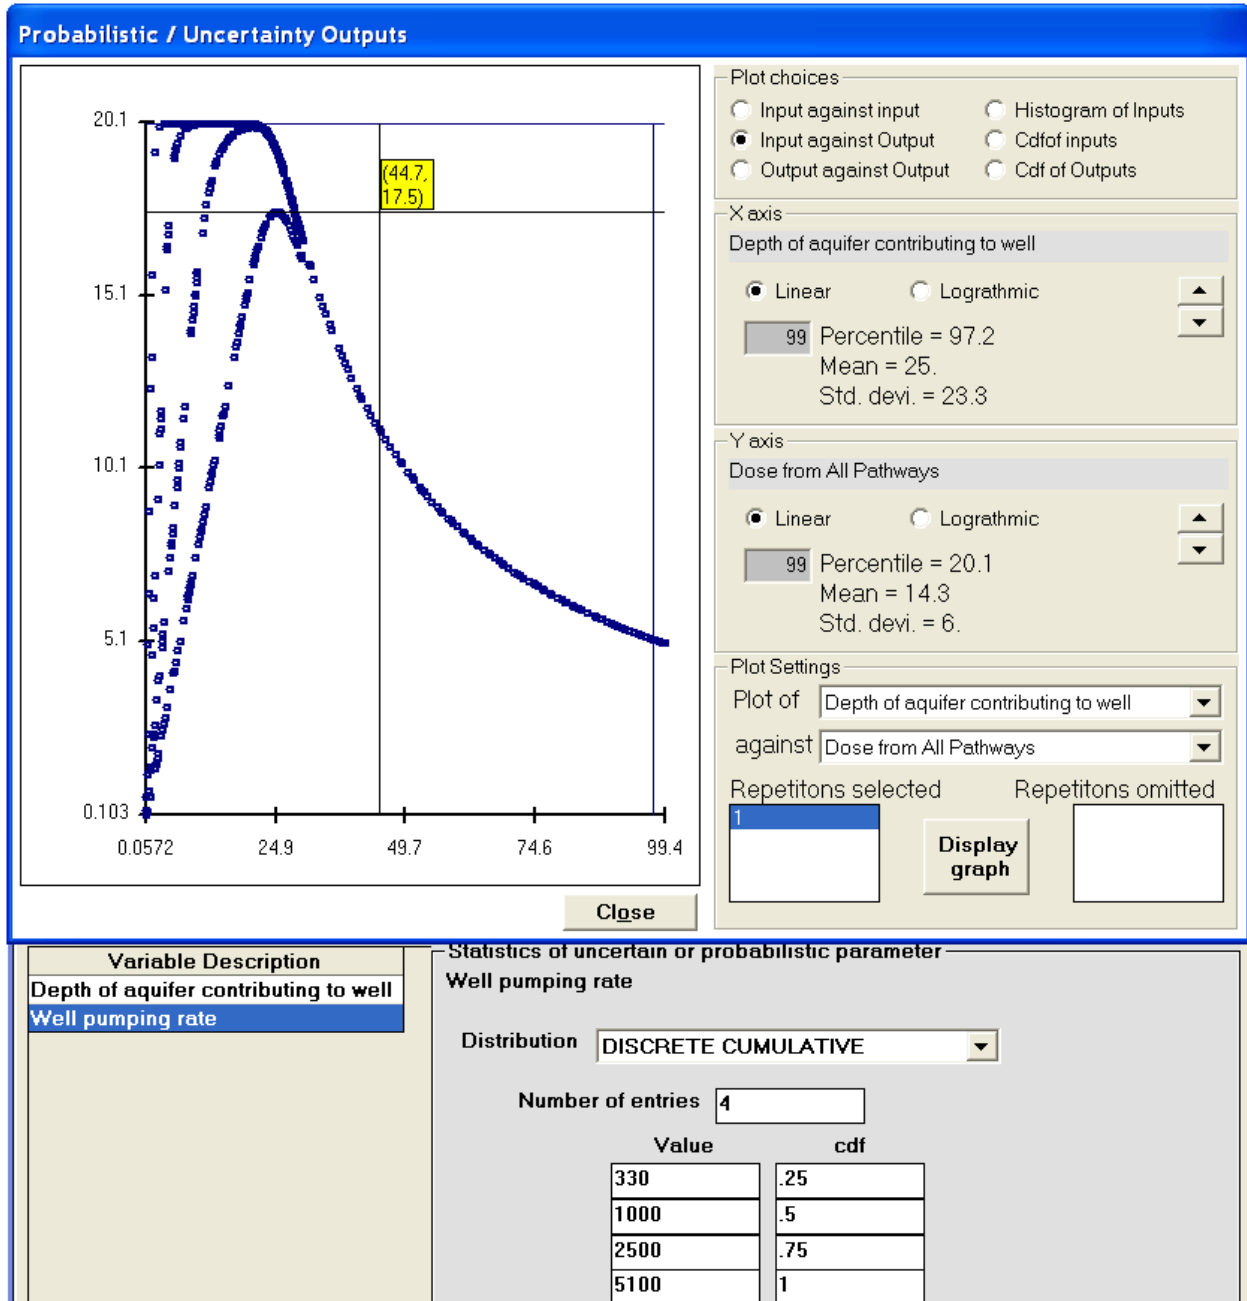 Probabilistic / Uncertainty Outputs
20.1
15.1
10.1
5.1
0.103
0.0572 24.9 49.7 74.6 99.4
(44.7,
17.5)
Close
Plot choices
Input against input Histogram of Inputs
Input against Output Cdfof inputs
Output against Output Cdf of Outputs
X axis
Depth of aquifer contributing to well
Linear Lograthmic
99 Percentile = 97.2
Mean = 25.
Std. devi. = 23.3
Y axis
Dose from All Pathways
Linear Lograthmic
99 Percentile = 20.1
Mean = 14.3
Std. devi. = 6.
Plot Settings
Plot of Depth of aquifer contributing to well
against Dose from All Pathways
Repetitons selected Repetitons omitted
1
Display
graph
Variable Description
Depth of aquifer contributing to well
Well pumping rate
Statistics of uncertain or probabilistic parameter
Well pumping rate
Distribution DISCRETE CUMULATIVE
Number of entries 4
Value cdf
330 .25
1000 .5
2500 .75
5100 1